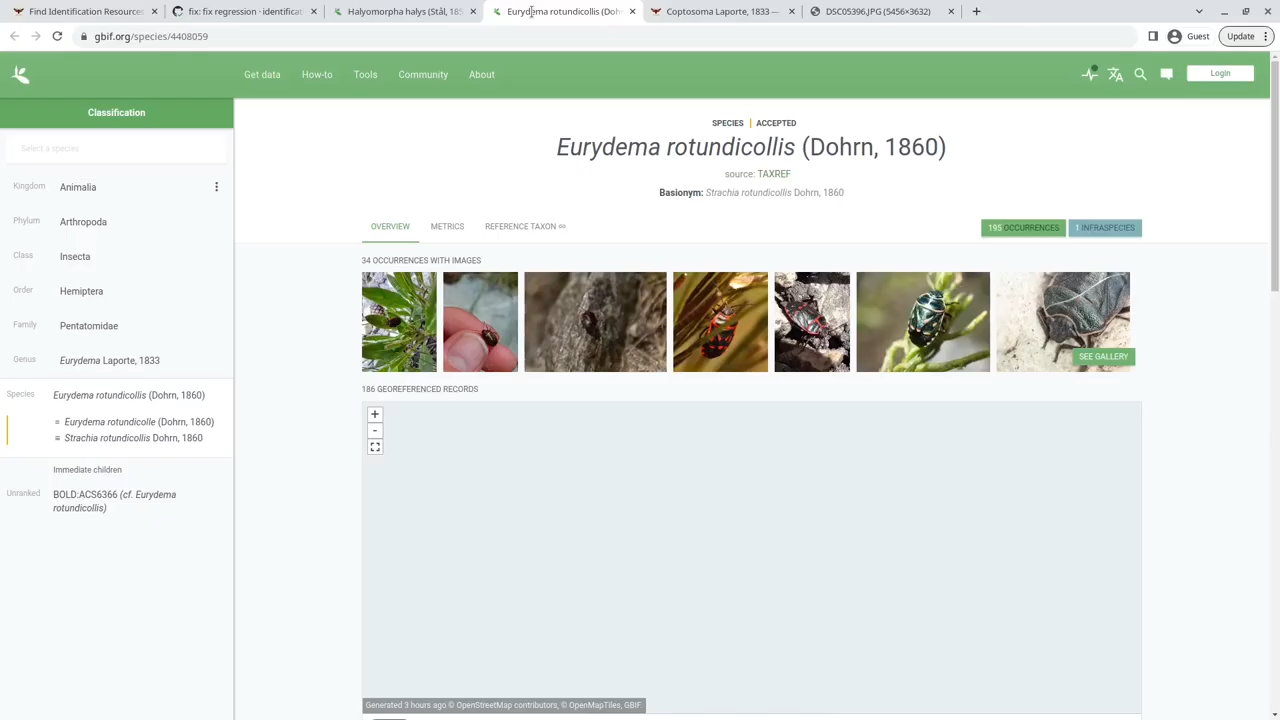 Find Identification Resources
fix: fix regression · identificati
Halyomorpha halys (Stål, 185
Eurydema rotundicollis (Dohr
Coptosoma Laporte, 1833 —
DSC05396.JPG (5456×3632)
gbif.org/species/4408059
Guest
Update
Get data
How-to
Tools
Community
About
Login
Classification
Select a species
Kingdom
Animalia
Phylum
Arthropoda
Class
Insecta
Order
Hemiptera
Family
Pentatomidae
Genus
Eurydema Laporte, 1833
Species
Eurydema rotundicollis (Dohrn, 1860)
= Eurydema rotundicolle (Dohrn, 1860)
≡ Strachia rotundicollis Dohrn, 1860
Immediate children
Unranked
BOLD:ACS6366 (cf. Eurydema
rotundicollis)
SPECIES | ACCEPTED
Eurydema rotundicollis (Dohrn, 1860)
source: TAXREF
Basionym: Strachia rotundicollis Dohrn, 1860
OVERVIEW
METRICS
REFERENCE TAXON
195 OCCURRENCES
1 INFRASPECIES
34 OCCURRENCES WITH IMAGES
SEE GALLERY
186 GEOREFERENCED RECORDS
+
-
Generated 3 hours ago © OpenStreetMap contributors, © OpenMapTiles, GBIF.